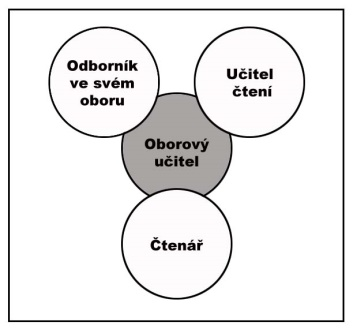 Odborník
ve svém
oboru
Učitel
čtení
Oborový
učitel
Čtenář